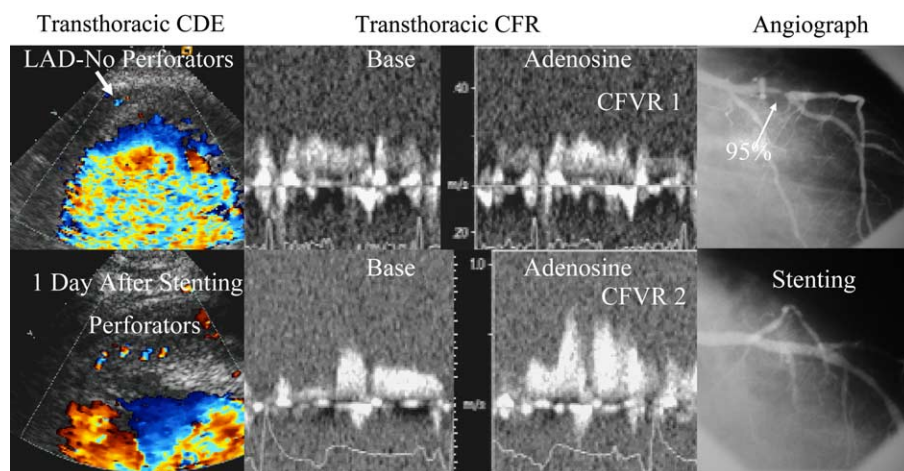 Transthoracic CDE
Transthoracic CFR
Angiograph
LAD-No Perforators
Base
Adenosine
.40
CFVR 1
95%
m/s
.20
1 Day After Stenting
Perforators
Base
1.0
Adenosine
CFVR 2
Stenting
m/s